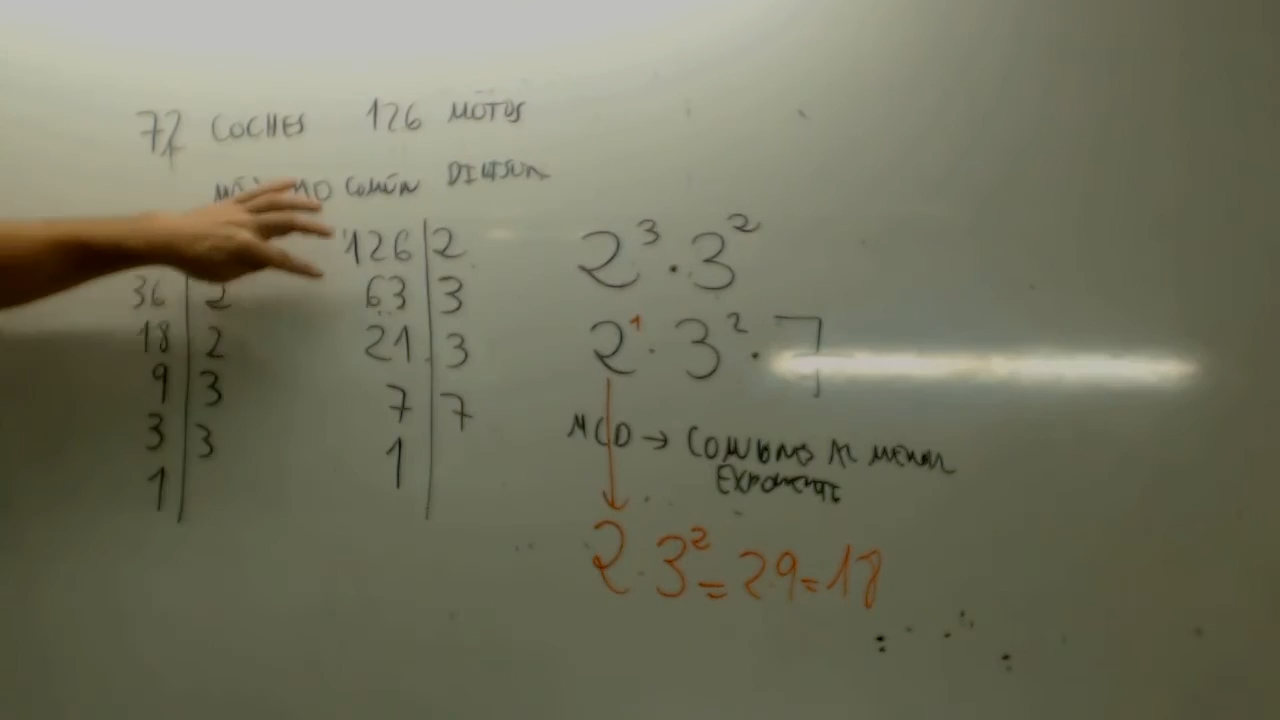 72 COCHES 126 MOTOS
COMÚN DIVISOR
126 | 2
36 | 2 63 | 3
18 | 2 21 | 3
9 | 3 7 | 7
3 | 3 1
1
2³ · 3²
2¹ · 3² · 7
MCD → COMUNES AL MENOR
EXPONENTE
2 · 3² = 2·9 = 18